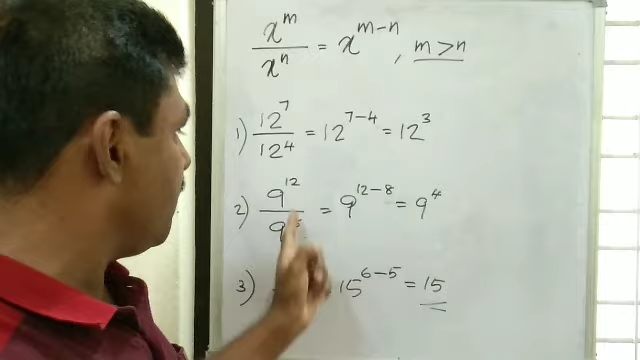 x^m / x^n = x^{m-n}, m > n
1) 12^7 / 12^4 = 12^{7-4} = 12^3
2) 9^{12} / 9 = 9^{12-8} = 9^4
3) 15^{6-5} = 15